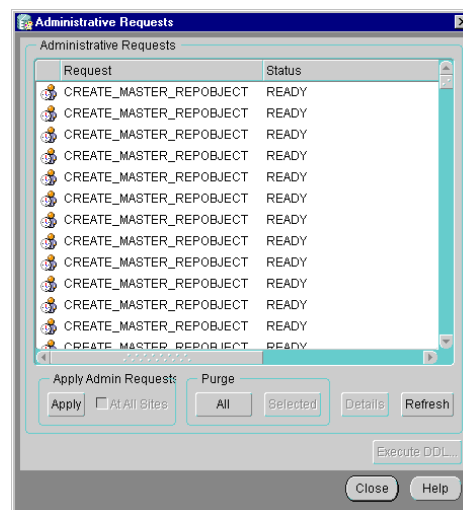 Administrative Requests
Administrative Requests
Request Status
CREATE_MASTER_REPOBJECT READY
CREATE_MASTER_REPOBJECT READY
CREATE_MASTER_REPOBJECT READY
CREATE_MASTER_REPOBJECT READY
CREATE_MASTER_REPOBJECT READY
CREATE_MASTER_REPOBJECT READY
CREATE_MASTER_REPOBJECT READY
CREATE_MASTER_REPOBJECT READY
CREATE_MASTER_REPOBJECT READY
CREATE_MASTER_REPOBJECT READY
CREATE_MASTER_REPOBJECT READY
CREATE_MASTER_REPOBJECT READY
CREATE_MASTER_REPOBJECT READY
Apply Admin Requests Purge
Apply At All Sites All Selected Details Refresh
Execute DDL...
Close Help